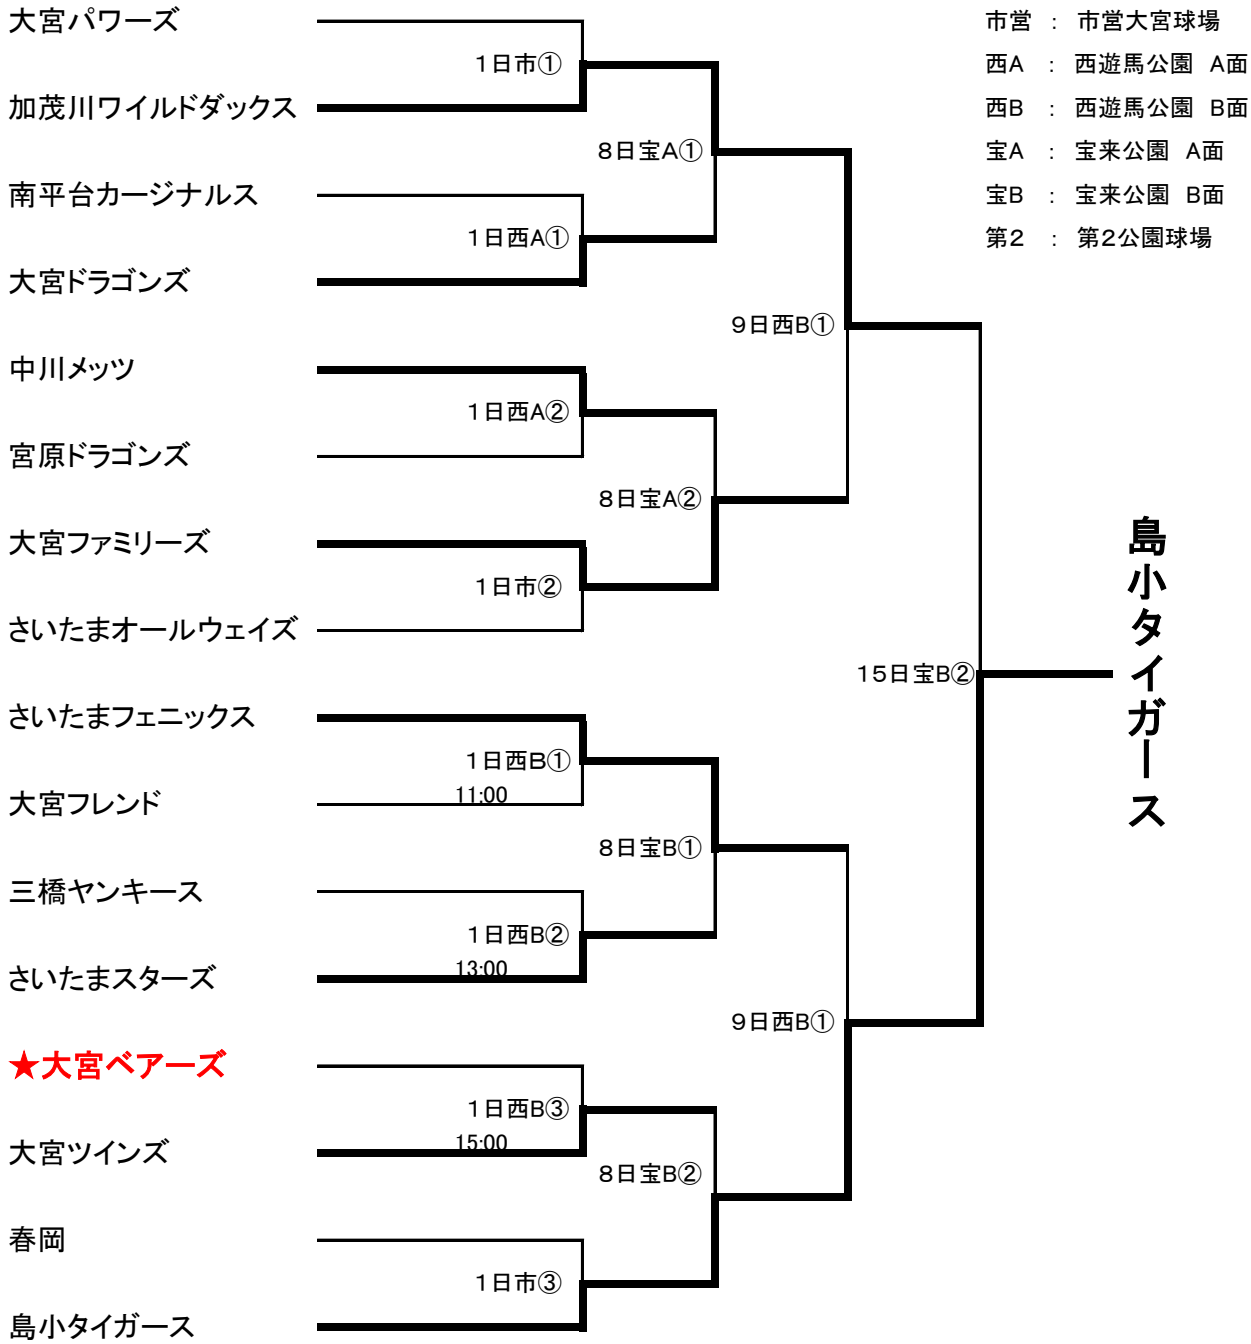 大宮パワーズ
市営 ： 市営大宮球場
1日市①
西A ： 西遊馬公園 A面
加茂川ワイルドダックス
西B ： 西遊馬公園 B面
8日宝A①
宝A ： 宝来公園 A面
南平台カージナルス
宝B ： 宝来公園 B面
1日西A①
第2 ： 第2公園球場
大宮ドラゴンズ
9日西B①
中川メッツ
1日西A②
宮原ドラゴンズ
8日宝A②
大宮ファミリーズ
1日市②
さいたまオールウェイズ
15日宝B②
島小タイガース
さいたまフェニックス
1日西B①
11:00
大宮フレンド
8日宝B①
三橋ヤンキース
1日西B②
13:00
さいたまスターズ
9日西B①
★大宮ベアーズ
1日西B③
15:00
大宮ツインズ
8日宝B②
春岡
1日市③
島小タイガース